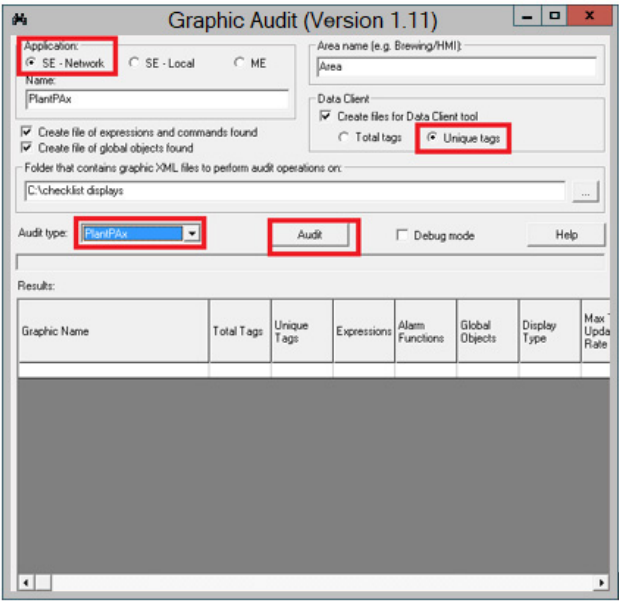 Graphic Audit (Version 1.11)
Application:
SE - Network
SE - Local
ME
Name:
PlantPAx
Area name (e.g. Brewing/HMI):
Area
Data Client
Create files for Data Client tool
Total tags
Unique tags
Create file of expressions and commands found
Create file of global objects found
Folder that contains graphic XML files to perform audit operations on:
C:\checklist displays
...
Audit type:
PlantPAx
Audit
Debug mode
Help
Results:
Graphic Name
Total Tags
Unique
Tags
Expressions
Alarm
Functions
Global
Objects
Display
Type
Max
Upda
Rate